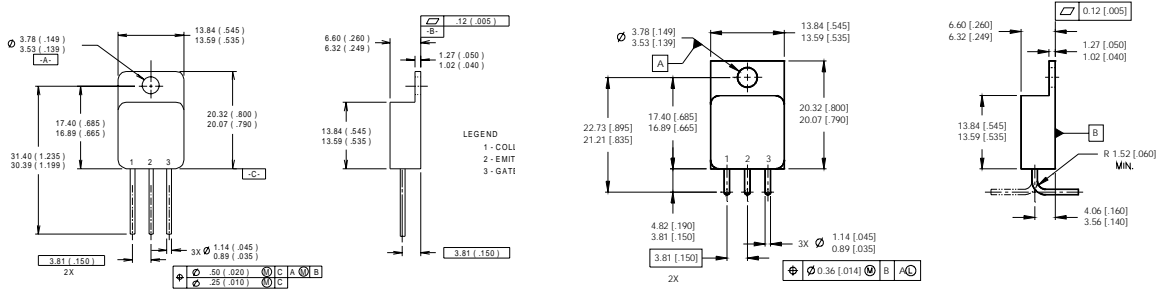 Ø 3.78 ( .149 )
3.53 ( .139 )
-A-
13.84 ( .545 )
13.59 ( .535 )
17.40 ( .685 )
16.89 ( .665 )
31.40 ( 1.235 )
30.39 ( 1.199 )
20.32 ( .800 )
20.07 ( .790 )
1 2 3
-C-
3.81 ( .150 )
2X
3X Ø 1.14 ( .045 )
0.89 ( .035 )
Ø .50 ( .020 ) Ⓜ C A Ⓜ B
Ø .25 ( .010 ) Ⓜ C
.12 ( .005 )
-B-
6.60 ( .260 )
6.32 ( .249 )
1.27 ( .050 )
1.02 ( .040 )
13.84 ( .545 )
13.59 ( .535 )
3.81 ( .150 )
LEGEND
1 - COLL
2 - EMIT
3 - GATE
Ø 3.78 [.149]
3.53 [.139]
A
13.84 [.545]
13.59 [.535]
17.40 [.685]
16.89 [.665]
22.73 [.895]
21.21 [.835]
20.32 [.800]
20.07 [.790]
1 2 3
4.82 [.190]
3.81 [.150]
3.81 [.150]
2X
3X Ø 1.14 [.045]
0.89 [.035]
Ø 0.36 [.014] Ⓜ B A Ⓛ
0.12 [.005]
6.60 [.260]
6.32 [.249]
1.27 [.050]
1.02 [.040]
13.84 [.545]
13.59 [.535]
B
R 1.52 [.060]
MIN.
4.06 [.160]
3.56 [.140]